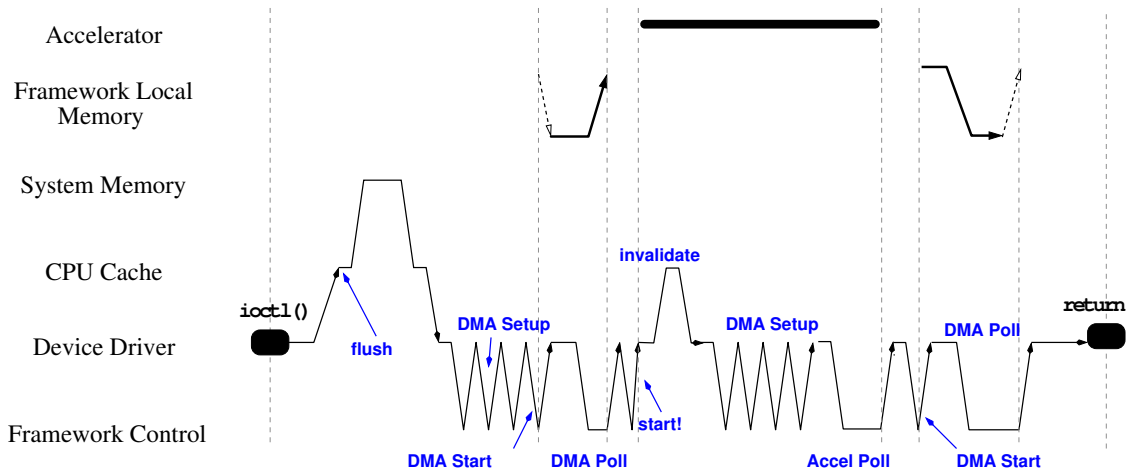 Accelerator
Framework Local
Memory
System Memory
CPU Cache
invalidate
ioctl()
return
Device Driver
flush
DMA Setup
DMA Setup
DMA Poll
Framework Control
start!
DMA Start
DMA Poll
Accel Poll
DMA Start